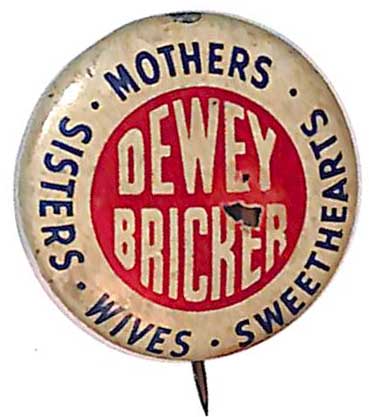 · MOTHERS · SWEETHEARTS · WIVES · SISTERS
DEWEY
BRICKER